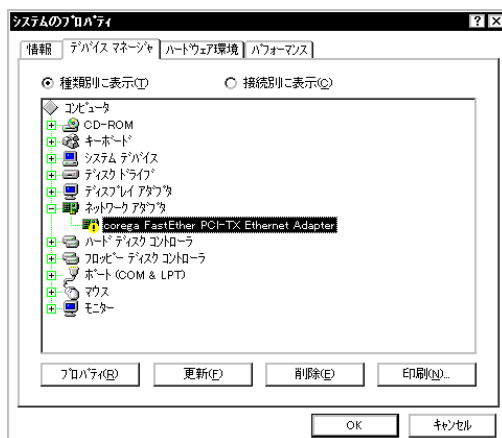 システムのプロパティ
情報 デバイス マネージャ ハードウェア環境 パフォーマンス
種類別に表示(T) 接続別に表示(C)
コンピュータ
CD-ROM
キーボード
システム デバイス
ディスク ドライブ
ディスプレイ アダプタ
ネットワーク アダプタ
corega FastEther PCI-TX Ethernet Adapter
ハード ディスク コントローラ
フロッピー ディスク コントローラ
ポート (COM & LPT)
マウス
モニター
プロパティ(R) 更新(F) 削除(E) 印刷(N)...
OK キャンセル